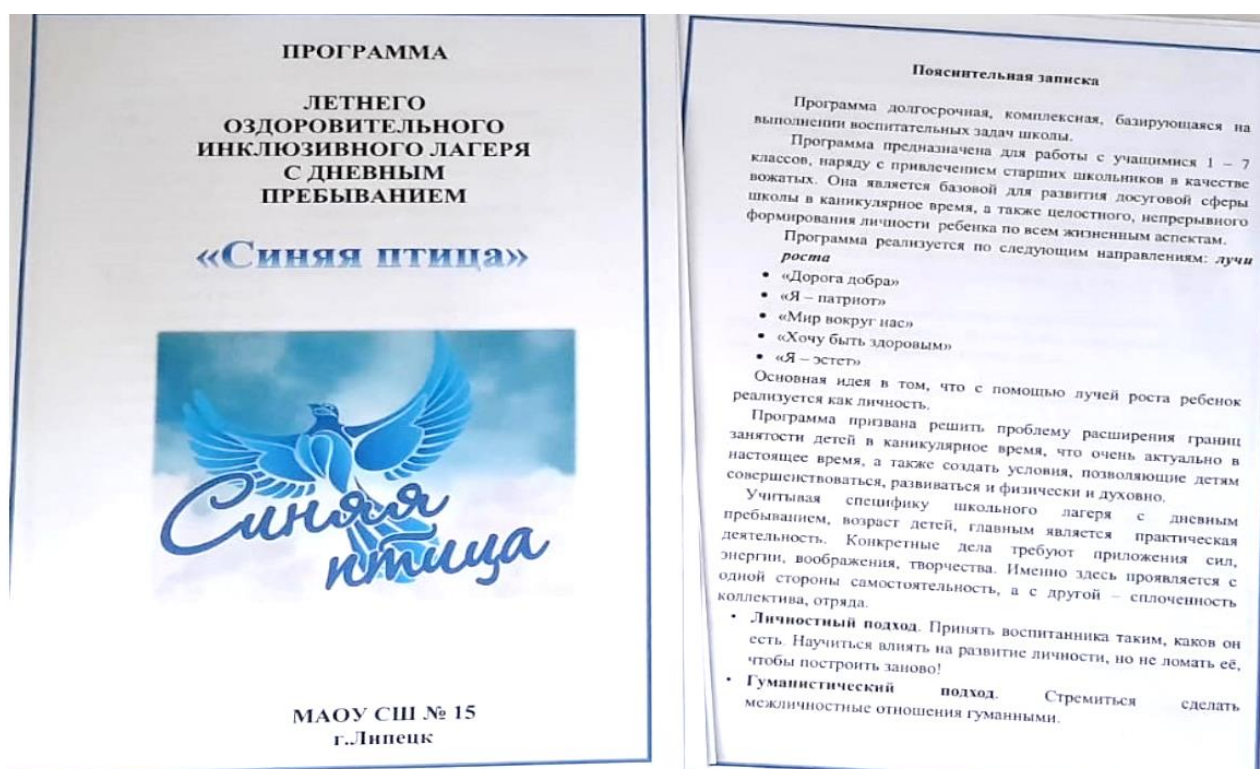 ПРОГРАММА
ЛЕТНЕГО
ОЗДОРОВИТЕЛЬНОГО
ИНКЛЮЗИВНОГО ЛАГЕРЯ
С ДНЕВНЫМ
ПРЕБЫВАНИЕМ
«Синяя птица»
Синяя
птица
МАОУ СШ № 15
г.Липецк
Пояснительная записка
Программа долгосрочная, комплексная, базирующаяся на
выполнении воспитательных задач школы.
Программа предназначена для работы с учащимися 1 – 7
классов, наряду с привлечением старших школьников в качестве
вожатых. Она является базовой для развития досуговой сферы
школы в каникулярное время, а также целостного, непрерывного
формирования личности ребенка по всем жизненным аспектам.
Программа реализуется по следующим направлениям: лучи
роста
• «Дорога добра»
• «Я – патриот»
• «Мир вокруг нас»
• «Хочу быть здоровым»
• «Я – эстет»
Основная идея в том, что с помощью лучей роста ребенок
реализуется как личность.
Программа призвана решить проблему расширения границ
занятости детей в каникулярное время, что очень актуально в
настоящее время, а также создать условия, позволяющие детям
совершенствоваться, развиваться и физически и духовно.
Учитывая специфику школьного лагеря с дневным
пребыванием, возраст детей, главным является практическая
деятельность. Конкретные дела требуют приложения сил,
энергии, воображения, творчества. Именно здесь проявляется с
одной стороны самостоятельность, а с другой – сплоченность
коллектива, отряда.
• Личностный подход. Принять воспитанника таким, каков он
есть. Научиться влиять на развитие личности, но не ломать её,
чтобы построить заново!
• Гуманистический подход. Стремиться сделать
межличностные отношения гуманными.